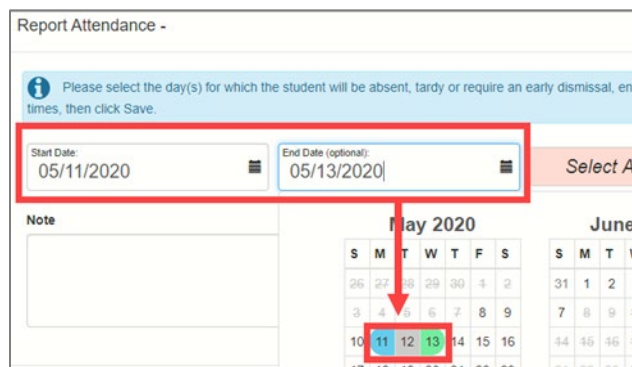 Report Attendance -
Please select the day(s) for which the student will be absent, tardy or require an early dismissal, en
times, then click Save.
Start Date:
05/11/2020
End Date (optional):
05/13/2020
Select A
Note
May 2020
S M T W T F S
26 27 28 29 30 1 2
3 4 5 6 7 8 9
10 11 12 13 14 15 16
June
S M T
31 1 2
7 8 9
14 15 16